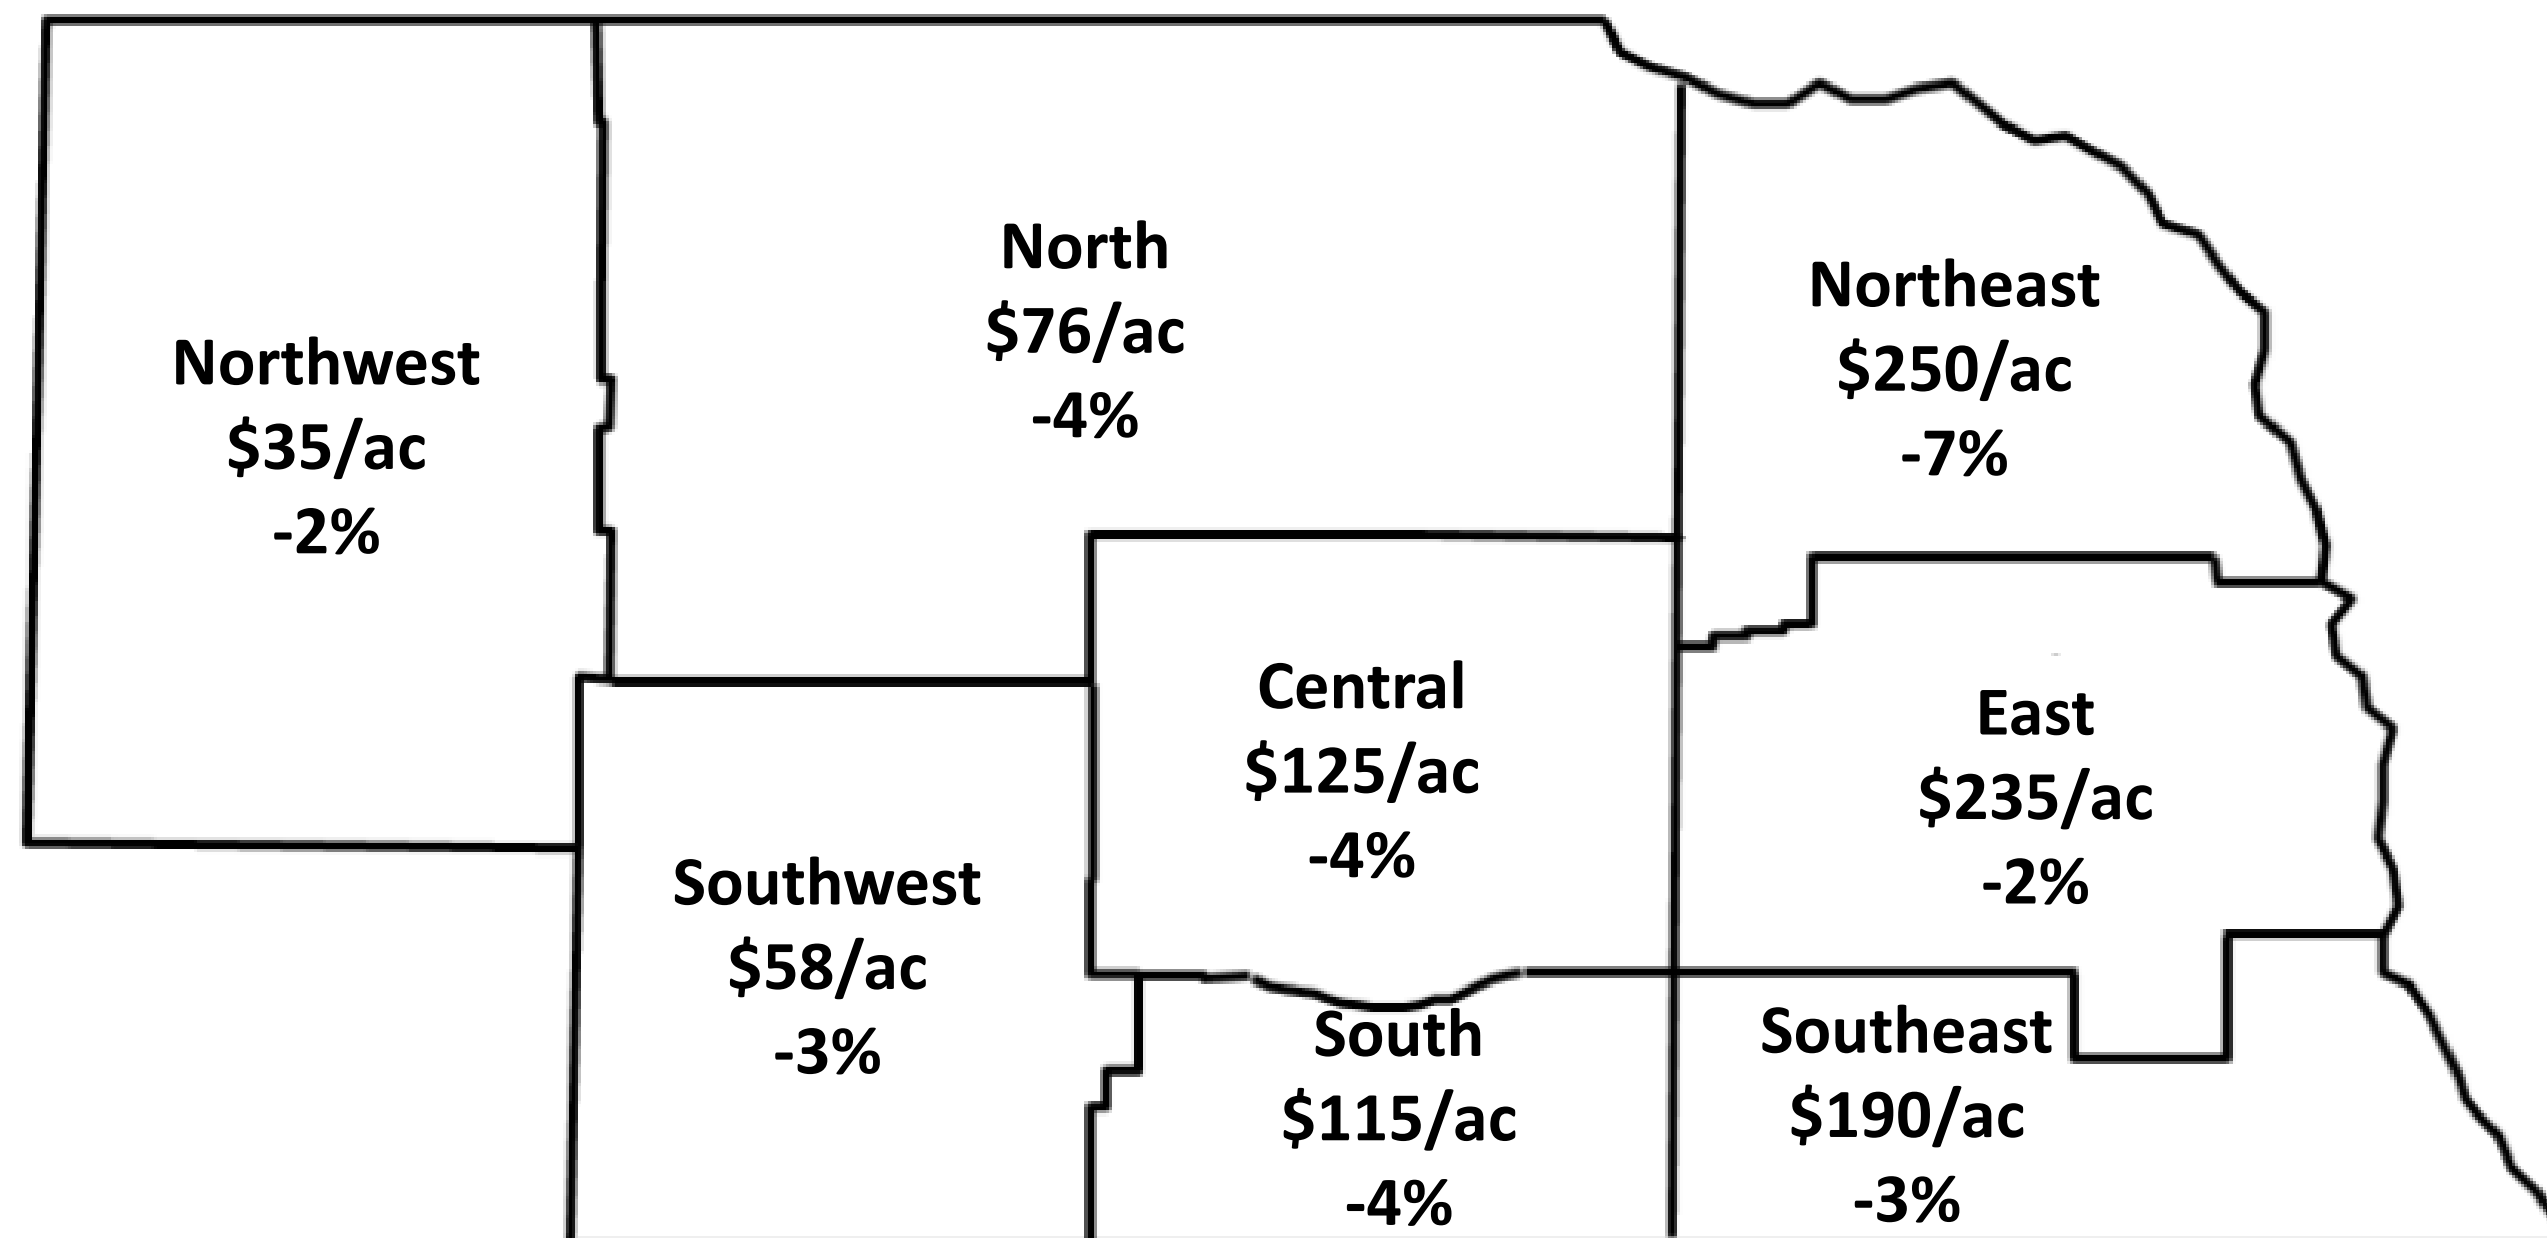 North
$76/ac
-4%
Northeast
$250/ac
-7%
Northwest
$35/ac
-2%
Central
$125/ac
-4%
East
$235/ac
-2%
Southwest
$58/ac
-3%
South
$115/ac
-4%
Southeast
$190/ac
-3%